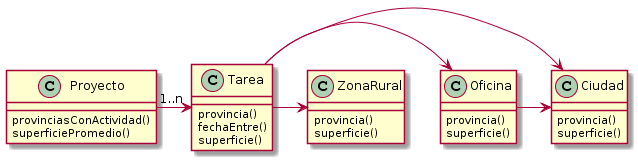 C Proyecto
provinciasConActividad()
superficiePromedio()
1..n
C Tarea
provincia()
fechaEntre()
superficie()
C ZonaRural
provincia()
superficie()
C Oficina
provincia()
superficie()
C Ciudad
provincia()
superficie()